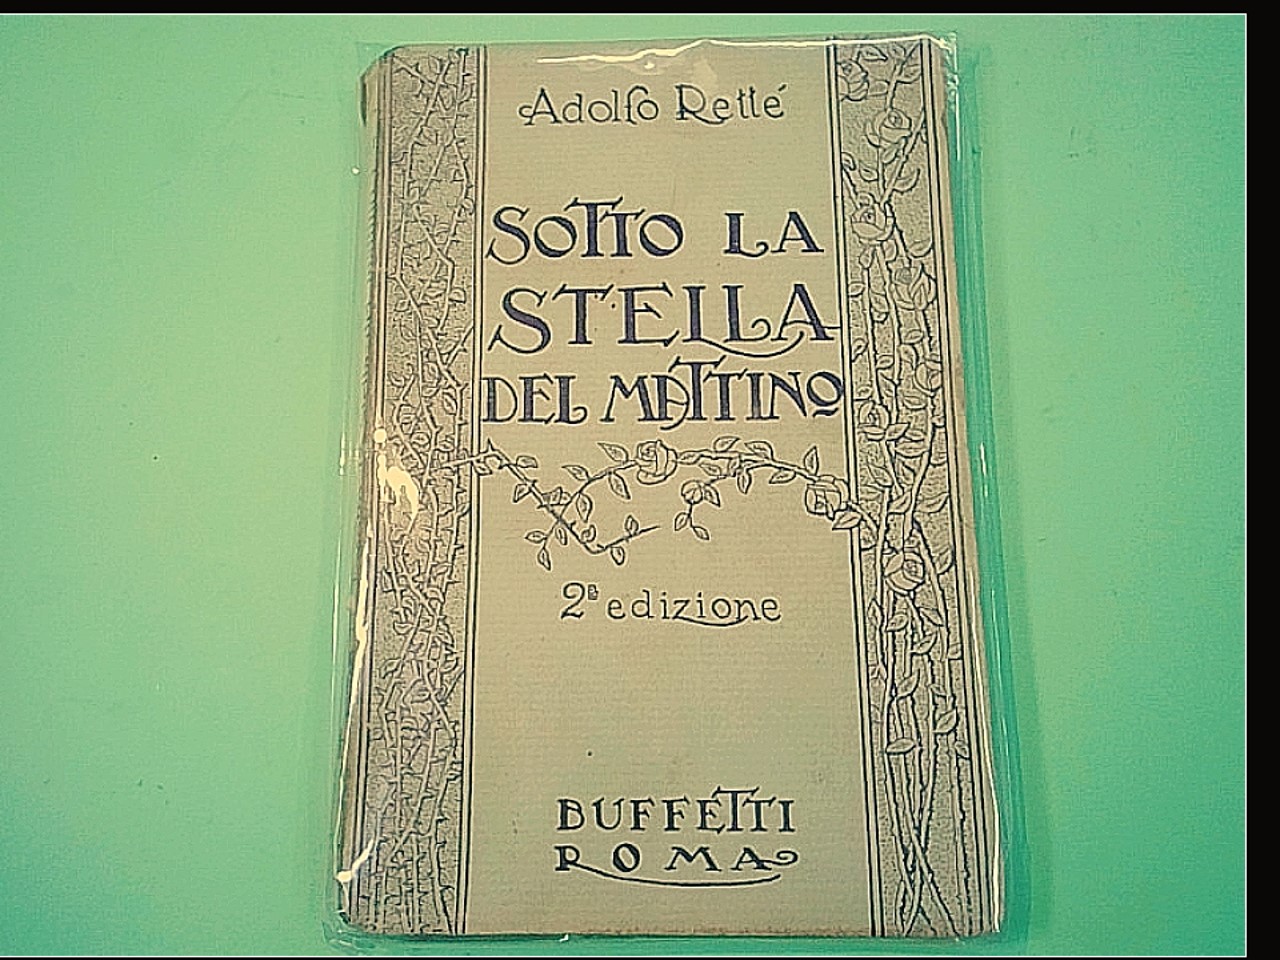 Adolfo Retté
SOTTO LA
STELLA
DEL MATTINO
2ª edizione
BUFFETTI
ROMA